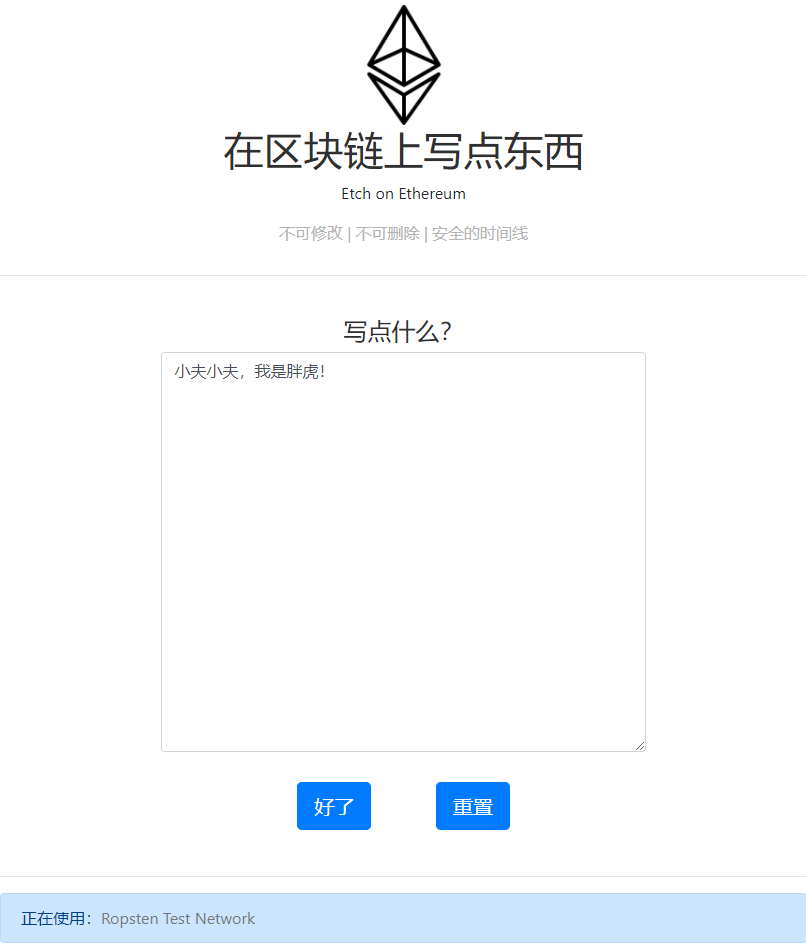 在区块链上写点东西
Etch on Ethereum
不可修改 | 不可删除 | 安全的时间线
写点什么？
小夫小夫，我是胖虎！
好了 重置
正在使用：Ropsten Test Network